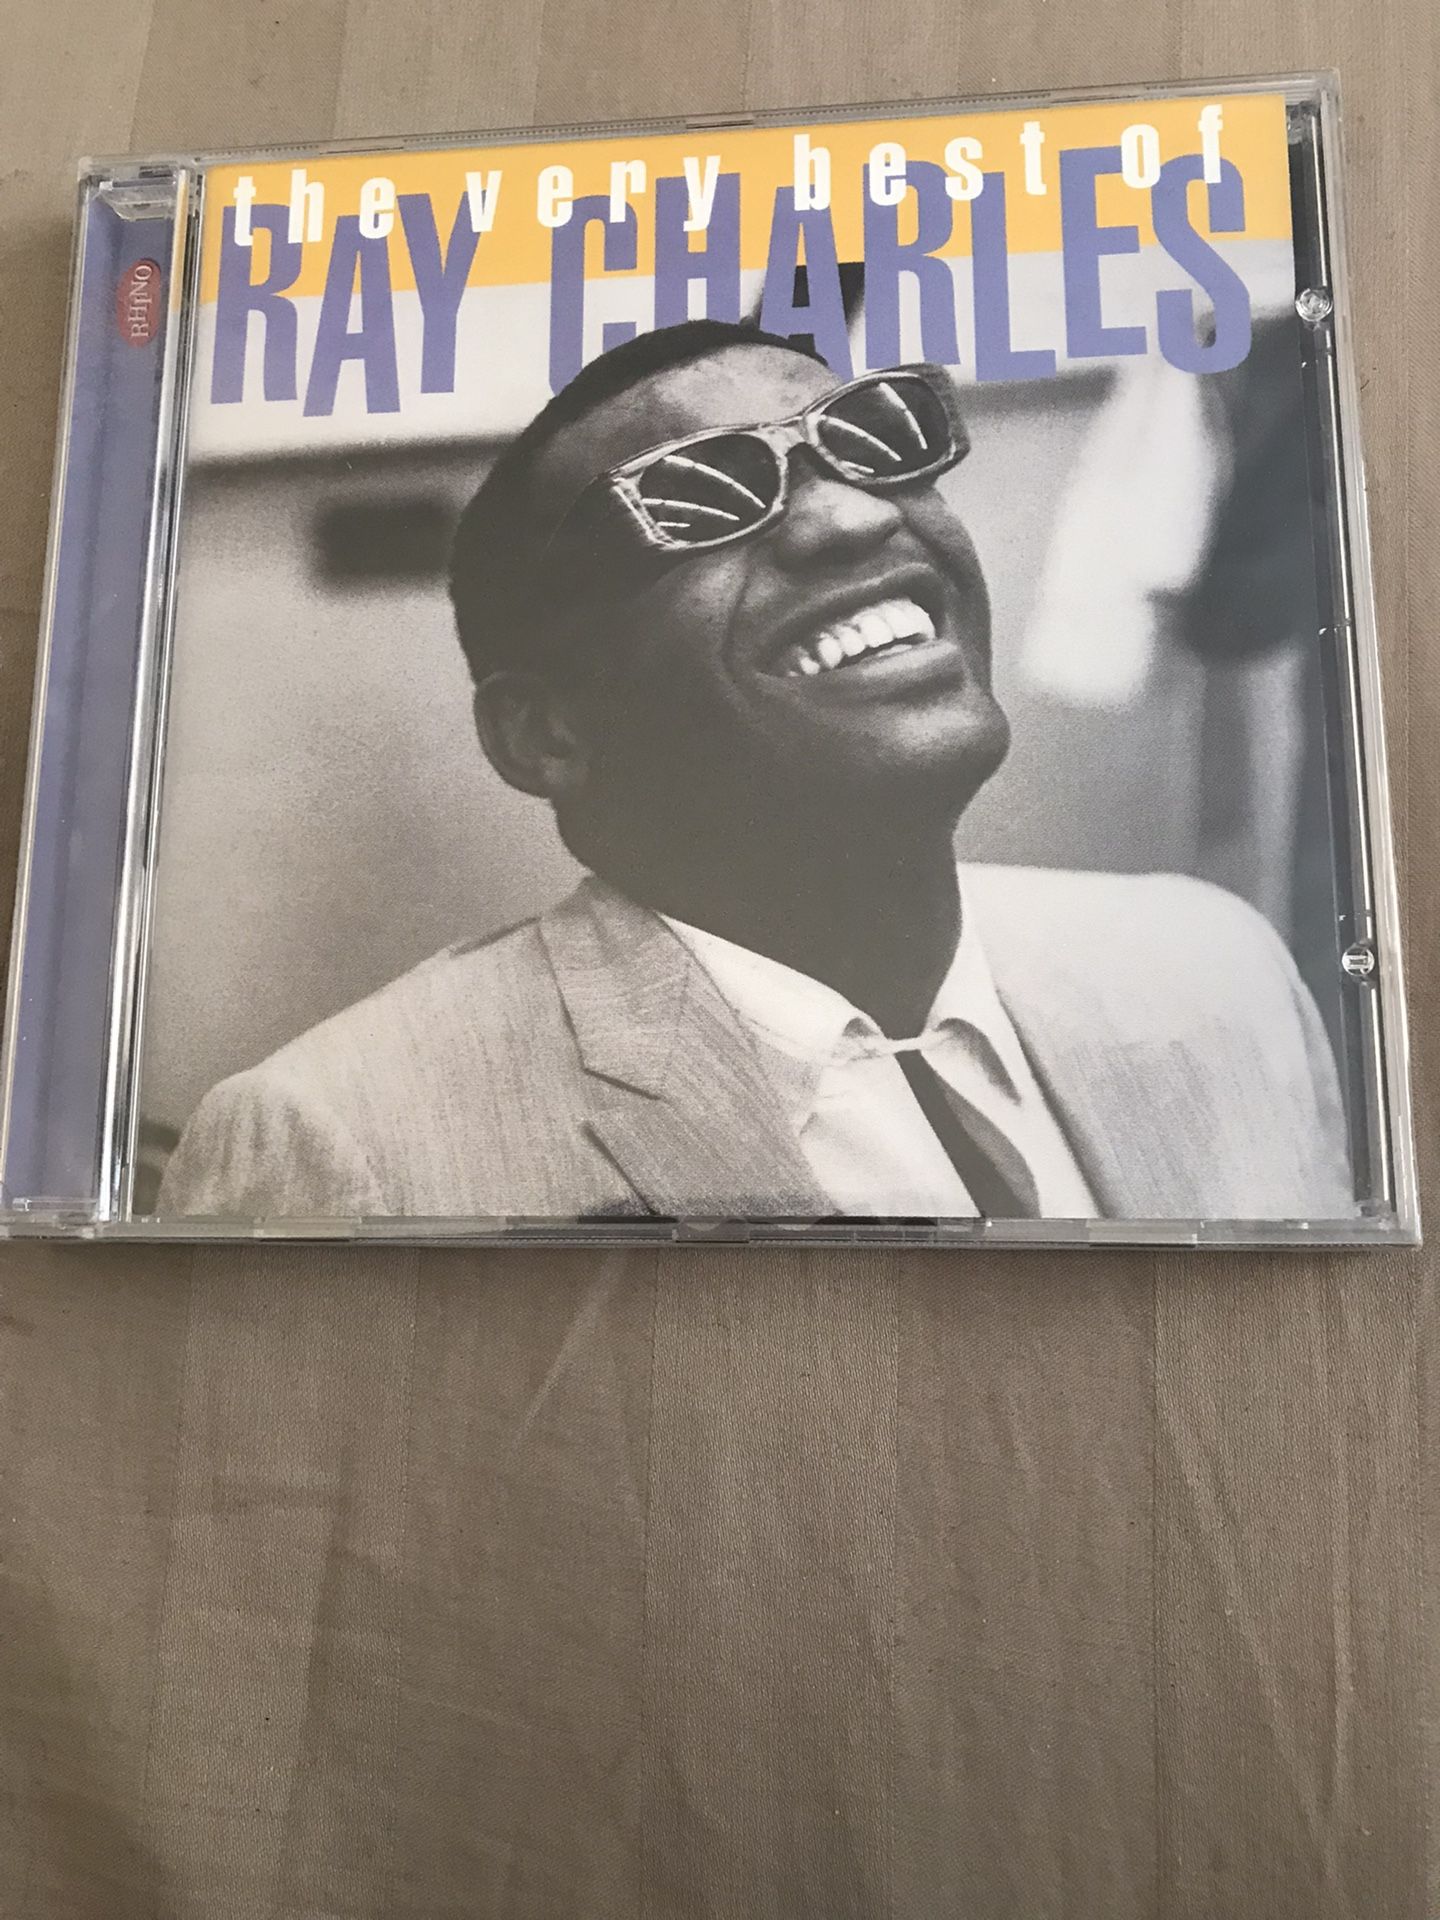 the very best of
RAY CHARLES
RHINO